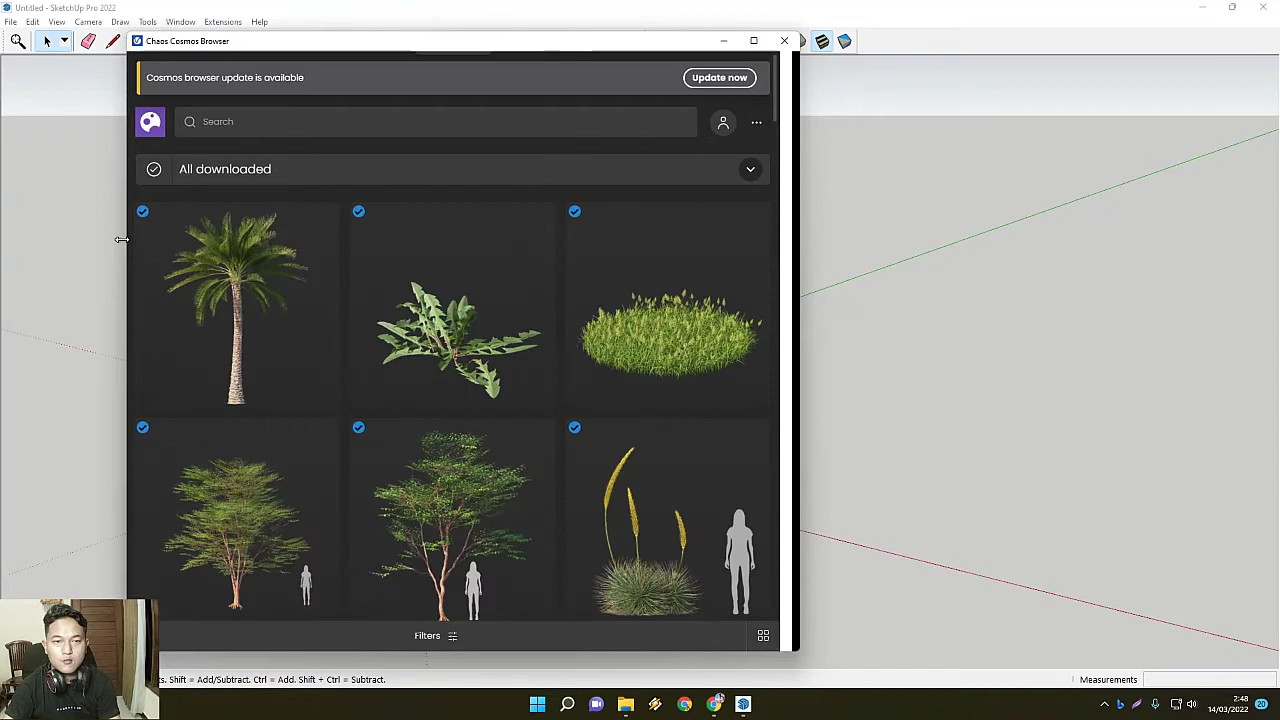 Untitled - SketchUp Pro 2022
File Edit View Camera Draw Tools Window Extensions Help
Chaos Cosmos Browser
Cosmos browser update is available
Update now
Search
All downloaded
Filters
ts. Shift = Add/Subtract. Ctrl = Add. Shift + Ctrl = Subtract.
Measurements
2:48
14/03/2022
20